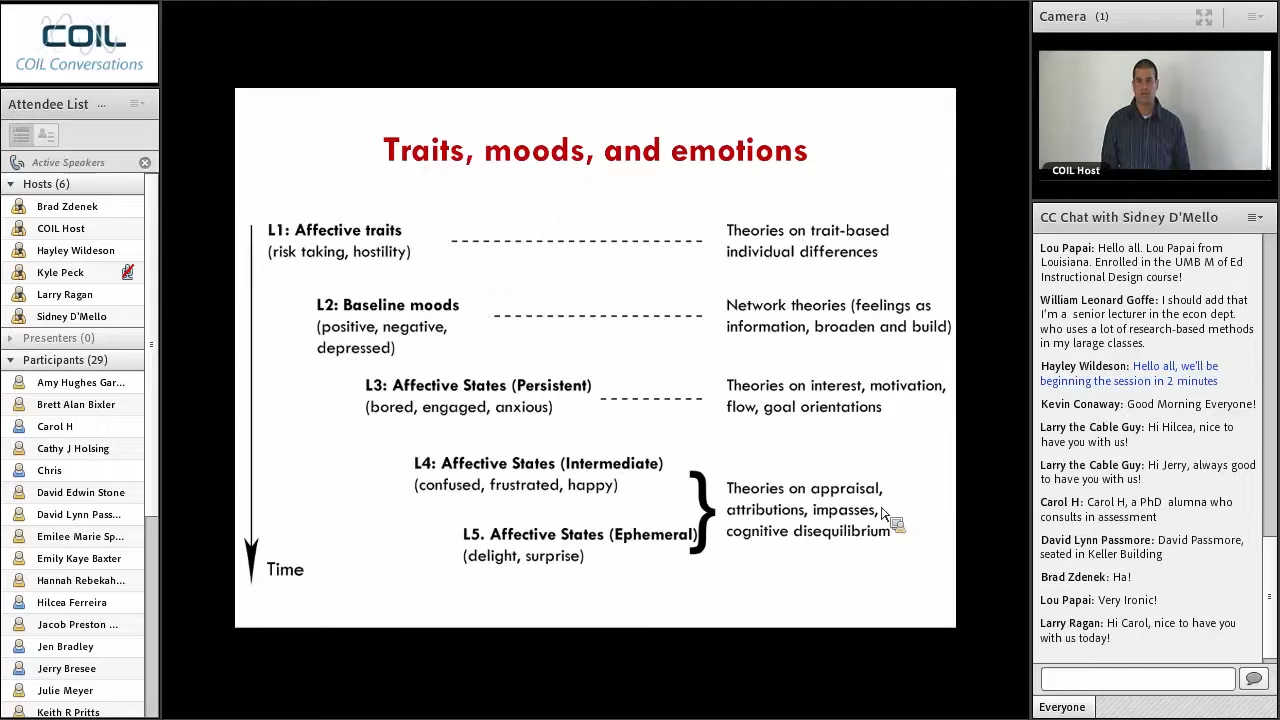 COIL
COIL Conversations
Attendee List ...
Active Speakers
Hosts (6)
Brad Zdenek
COIL Host
Hayley Wildeson
Kyle Peck
Larry Ragan
Sidney D'Mello
Presenters (0)
Participants (29)
Amy Hughes Gar...
Brett Alan Bixler
Carol H
Cathy J Holsing
Chris
David Edwin Stone
David Lynn Pass...
Emilee Marie Sp...
Emily Kaye Baxter
Hannah Rebekah...
Hilcea Ferreira
Jacob Preston ...
Jen Bradley
Jerry Bresee
Julie Meyer
Keith R Pritts
Traits, moods, and emotions
L1: Affective traits
(risk taking, hostility)
Theories on trait-based
individual differences
L2: Baseline moods
(positive, negative,
depressed)
Network theories (feelings as
information, broaden and build)
L3: Affective States (Persistent)
(bored, engaged, anxious)
Theories on interest, motivation,
flow, goal orientations
L4: Affective States (Intermediate)
(confused, frustrated, happy)
L5. Affective States (Ephemeral)
(delight, surprise)
Theories on appraisal,
attributions, impasses,
cognitive disequilibrium
Time
Camera (1)
COIL Host
CC Chat with Sidney D'Mello
Lou Papai: Hello all. Lou Papai from
Louisiana. Enrolled in the UMB M of Ed
Instructional Design course!
William Leonard Goffe: I should add that
I'm a senior lecturer in the econ dept.
who uses a lot of research-based methods
in my larage classes.
Hayley Wildeson: Hello all, we'll be
beginning the session in 2 minutes
Kevin Conaway: Good Morning Everyone!
Larry the Cable Guy: Hi Hilcea, nice to
have you with us!
Larry the Cable Guy: Hi Jerry, always good
to have you with us!
Carol H: Carol H, a PhD alumna who
consults in assessment
David Lynn Passmore: David Passmore,
seated in Keller Building
Brad Zdenek: Ha!
Lou Papai: Very Ironic!
Larry Ragan: Hi Carol, nice to have you
with us today!
Everyone